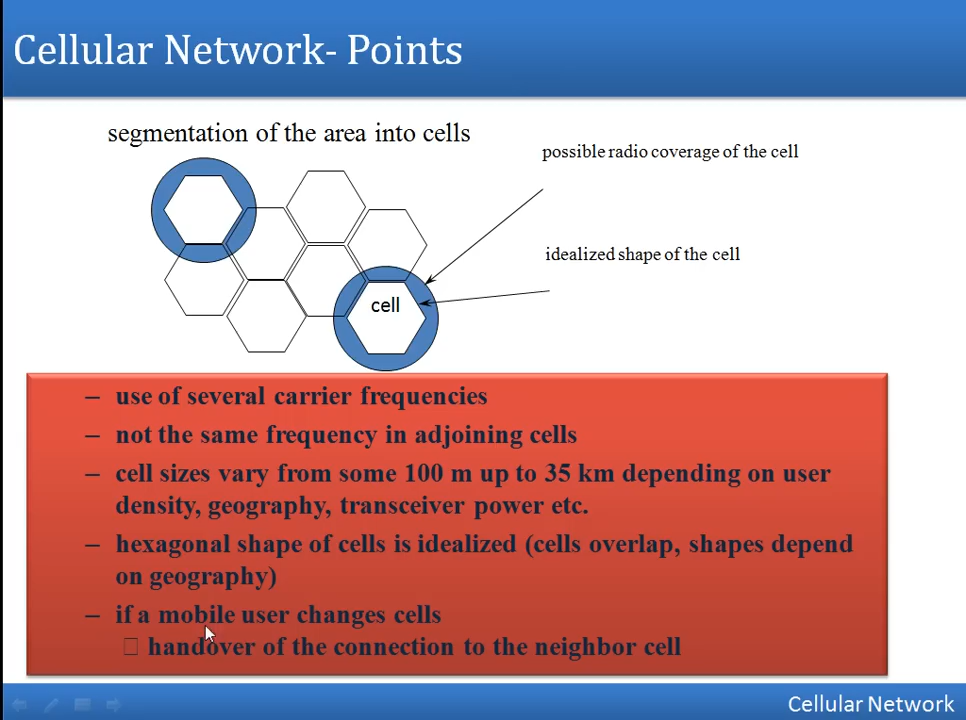 Cellular Network- Points
segmentation of the area into cells
possible radio coverage of the cell
idealized shape of the cell
cell
– use of several carrier frequencies
– not the same frequency in adjoining cells
– cell sizes vary from some 100 m up to 35 km depending on user
density, geography, transceiver power etc.
– hexagonal shape of cells is idealized (cells overlap, shapes depend
on geography)
– if a mobile user changes cells
□ handover of the connection to the neighbor cell
Cellular Network